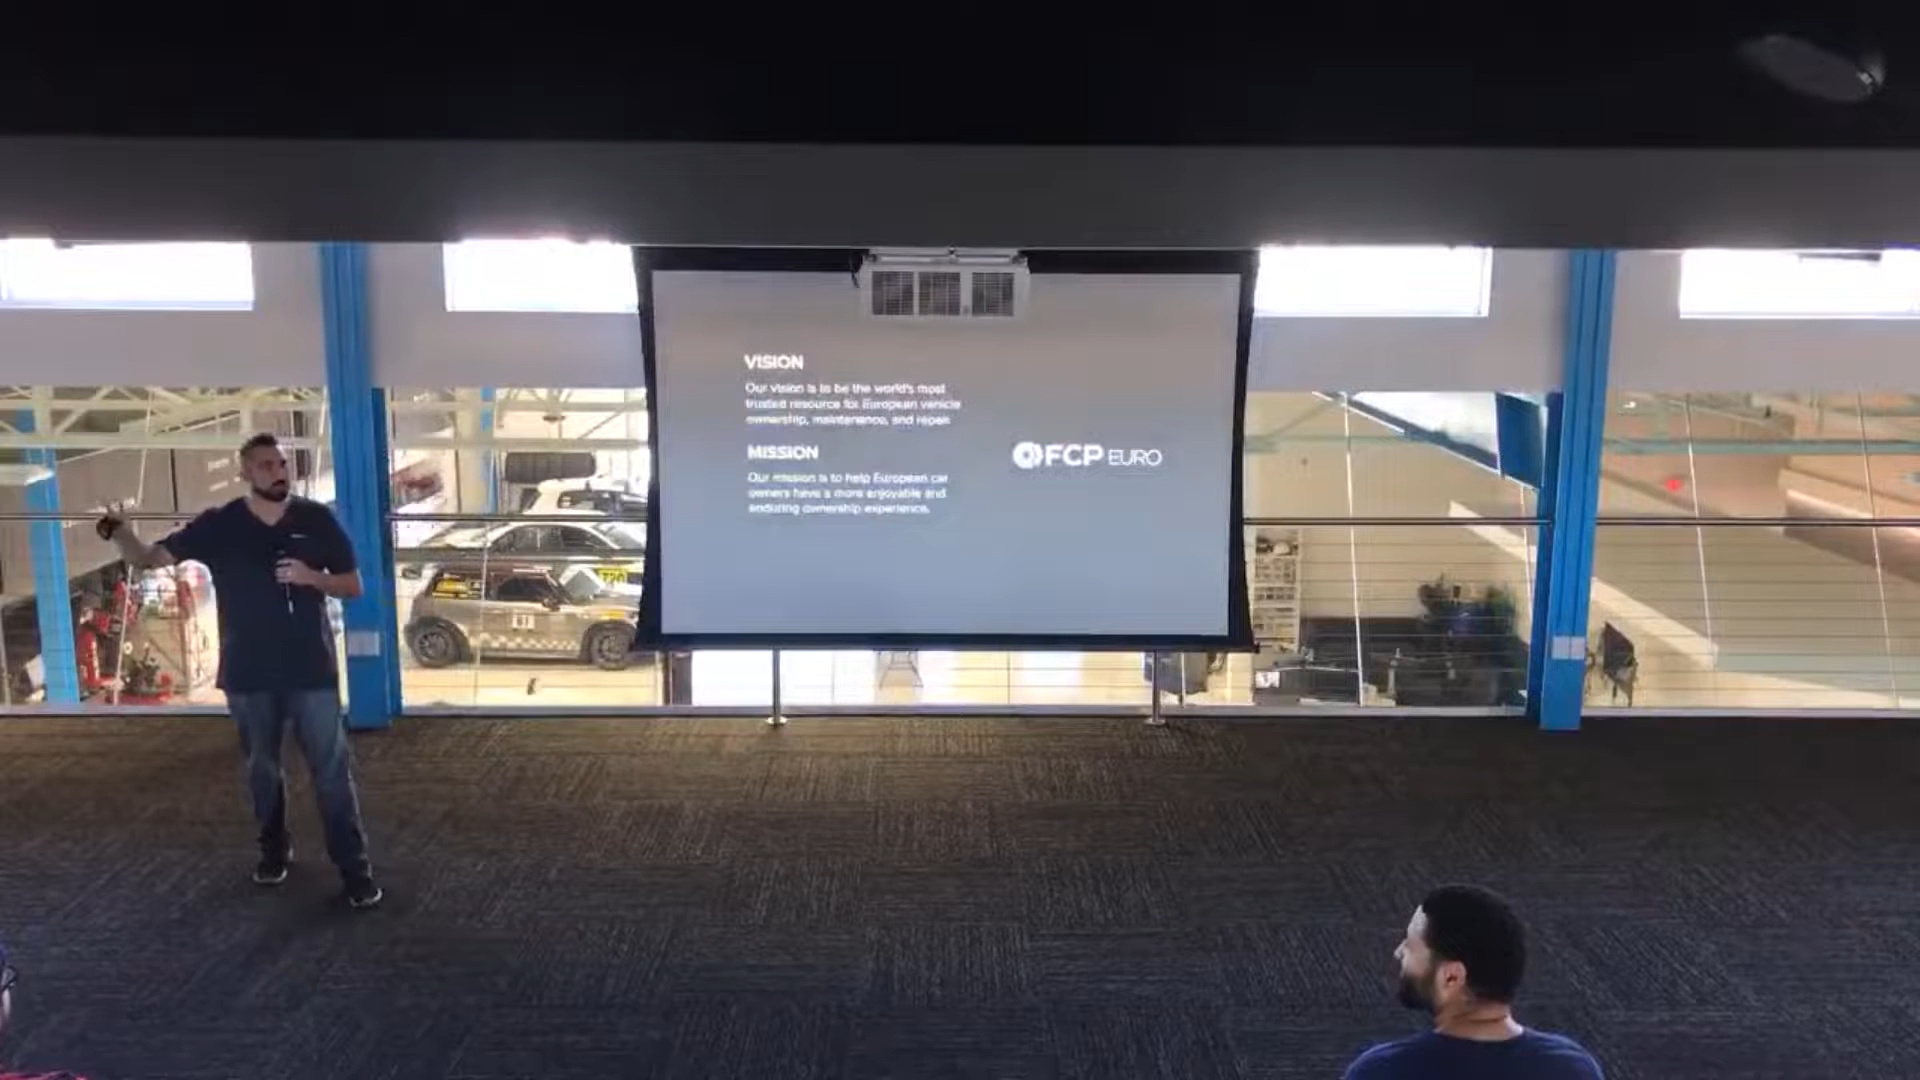 VISION
Our vision is to be the world's most
trusted resource for European vehicle
ownership, maintenance, and repair.
MISSION
Our mission is to help European car
owners have a more enjoyable and
enduring ownership experience.
FCP EURO